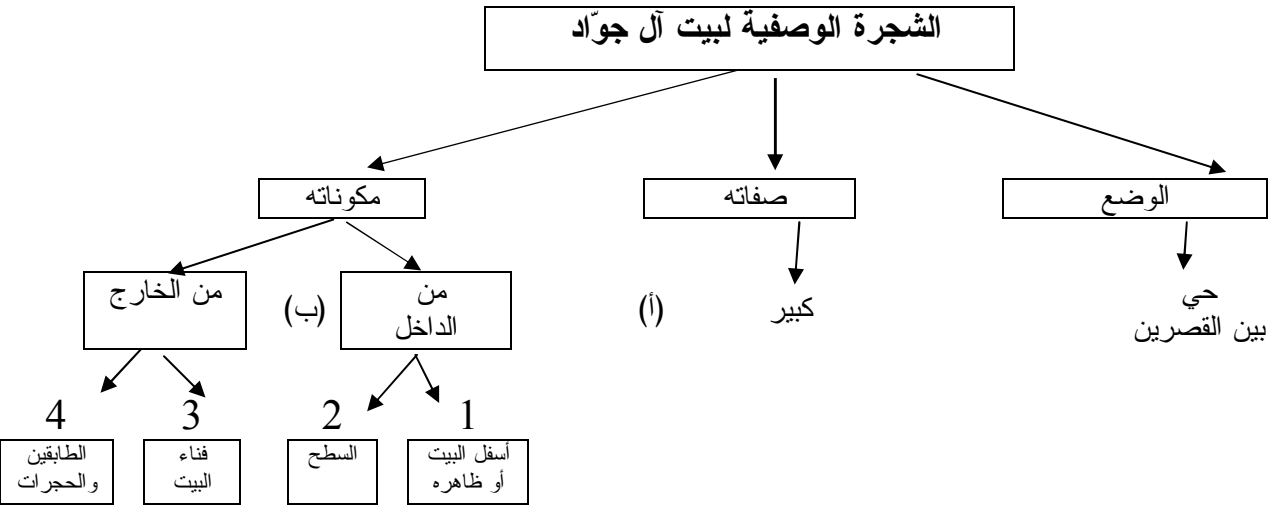 الشجرة الوصفية لبيت آل جوّاد
الوضع
صفاته
مكوناته
حي
بين القصرين
كبير
(أ)
من
الداخل
(ب)
من الخارج
1
2
3
4
أسفل البيت
أو ظاهره
السطح
فناء
البيت
الطابقين
والحجرات